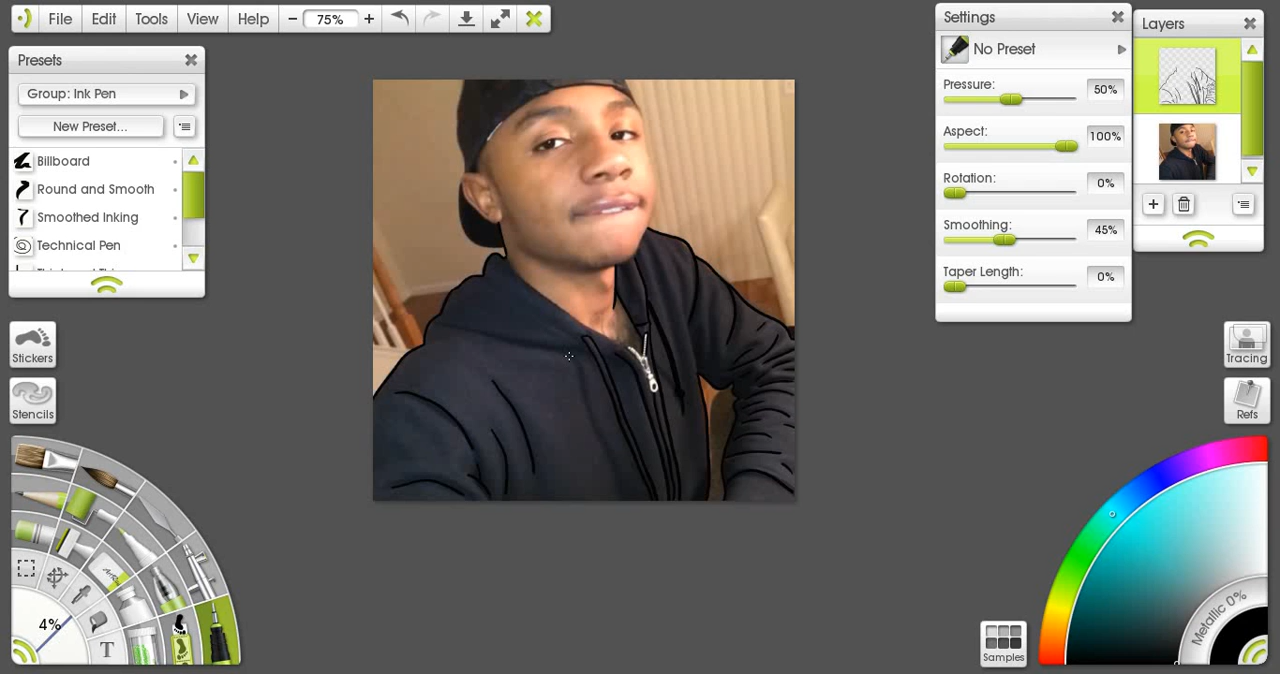 File Edit Tools View Help − 75% +
Presets
Group: Ink Pen
New Preset...
Billboard
Round and Smooth
Smoothed Inking
Technical Pen
Stickers
Stencils
4%
T
Settings
No Preset
Pressure: 50%
Aspect: 100%
Rotation: 0%
Smoothing: 45%
Taper Length: 0%
Layers
Tracing
Refs
Samples
Metallic 0%